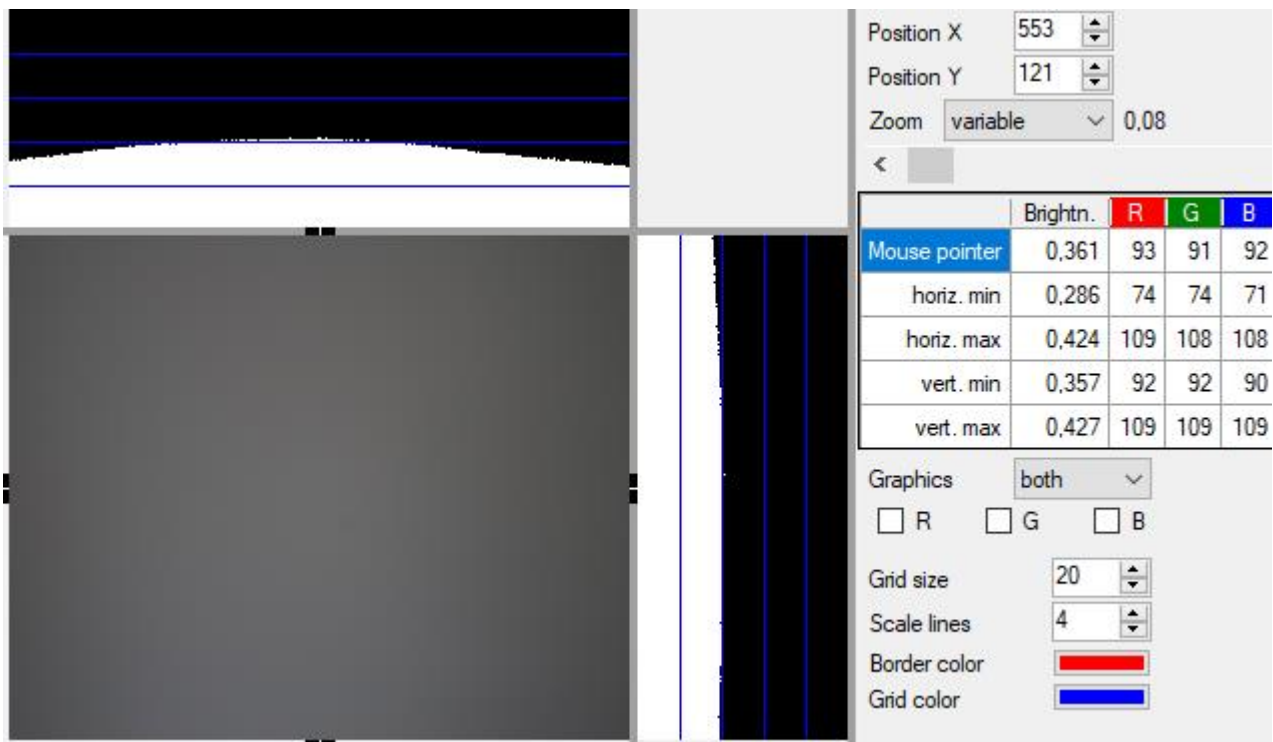 Position X 553
Position Y 121
Zoom variable 0,08
Brightn. R G B
Mouse pointer 0,361 93 91 92
horiz. min 0,286 74 74 71
horiz. max 0,424 109 108 108
vert. min 0,357 92 92 90
vert. max 0,427 109 109 109
Graphics both
R G B
Grid size 20
Scale lines 4
Border color
Grid color